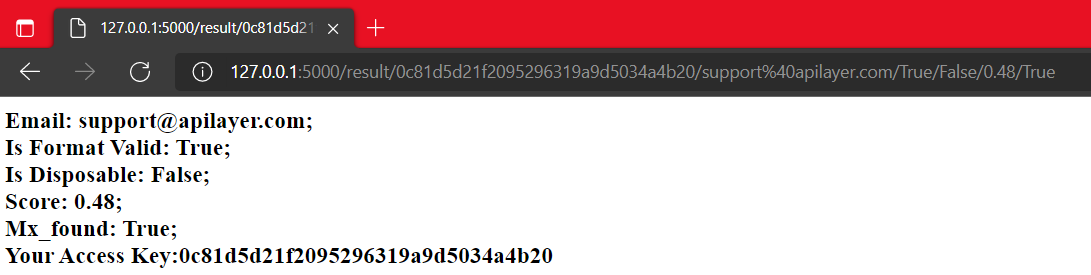 127.0.0.1:5000/result/0c81d5d21
127.0.0.1:5000/result/0c81d5d21f2095296319a9d5034a4b20/support%40apilayer.com/True/False/0.48/True
Email: support@apilayer.com;
Is Format Valid: True;
Is Disposable: False;
Score: 0.48;
Mx_found: True;
Your Access Key:0c81d5d21f2095296319a9d5034a4b20